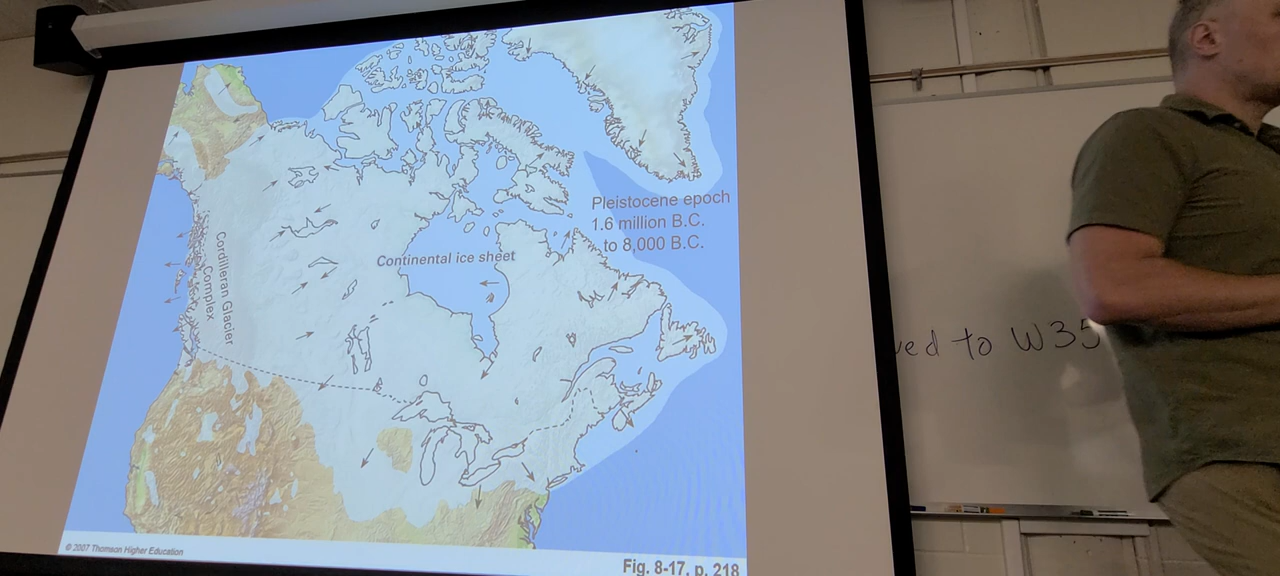 Pleistocene epoch
1.6 million B.C.
to 8,000 B.C.
Continental ice sheet
Cordilleran Glacier
Complex
© 2007 Thomson Higher Education
Fig. 8-17, p. 218
to W35